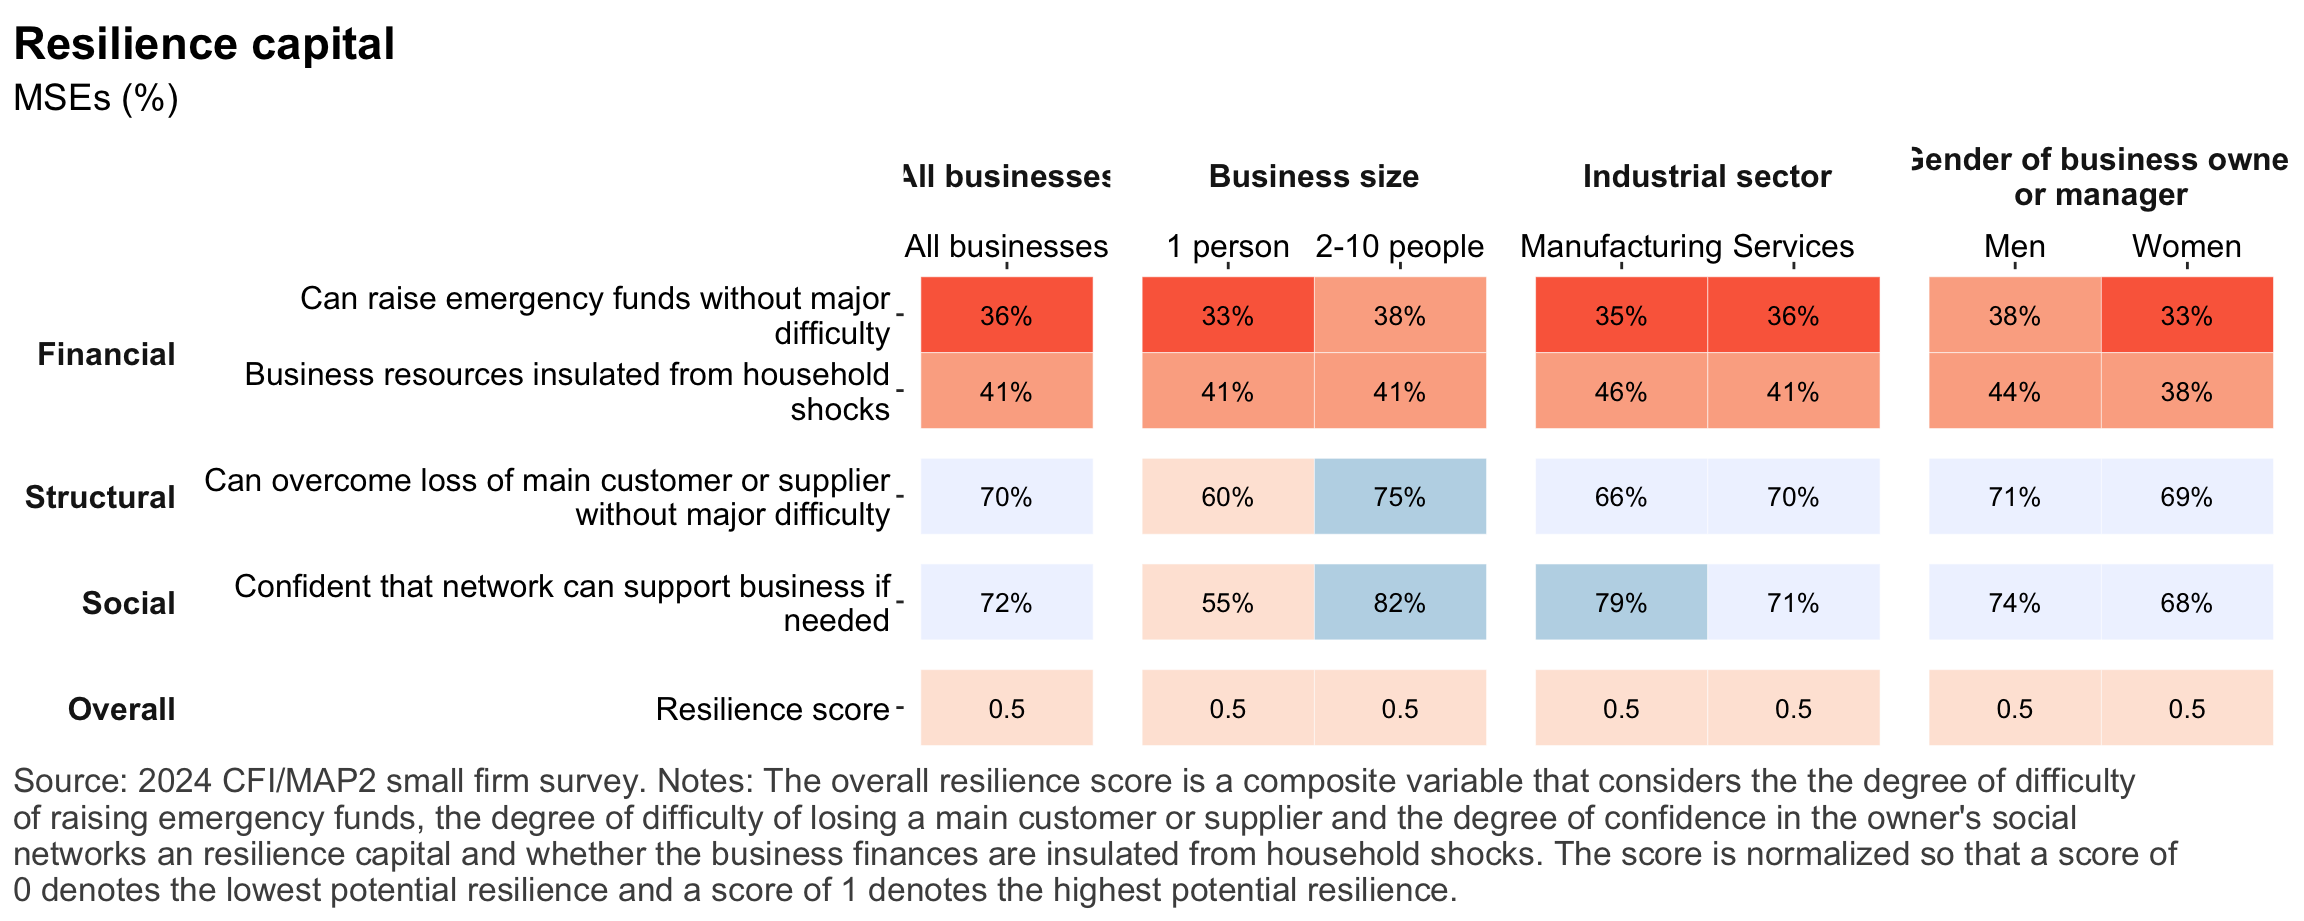 Resilience capital
MSEs (%)
All businesses
Business size
Industrial sector
Gender of business owne
or manager
All businesses
1 person
2-10 people
Manufacturing
Services
Men
Women
Financial
Can raise emergency funds without major
difficulty
36%
33%
38%
35%
36%
38%
33%
Business resources insulated from household
shocks
41%
41%
41%
46%
41%
44%
38%
Structural
Can overcome loss of main customer or supplier
without major difficulty
70%
60%
75%
66%
70%
71%
69%
Social
Confident that network can support business if
needed
72%
55%
82%
79%
71%
74%
68%
Overall
Resilience score
0.5
0.5
0.5
0.5
0.5
0.5
0.5
Source: 2024 CFI/MAP2 small firm survey. Notes: The overall resilience score is a composite variable that considers the the degree of difficulty
of raising emergency funds, the degree of difficulty of losing a main customer or supplier and the degree of confidence in the owner's social
networks an resilience capital and whether the business finances are insulated from household shocks. The score is normalized so that a score of
0 denotes the lowest potential resilience and a score of 1 denotes the highest potential resilience.